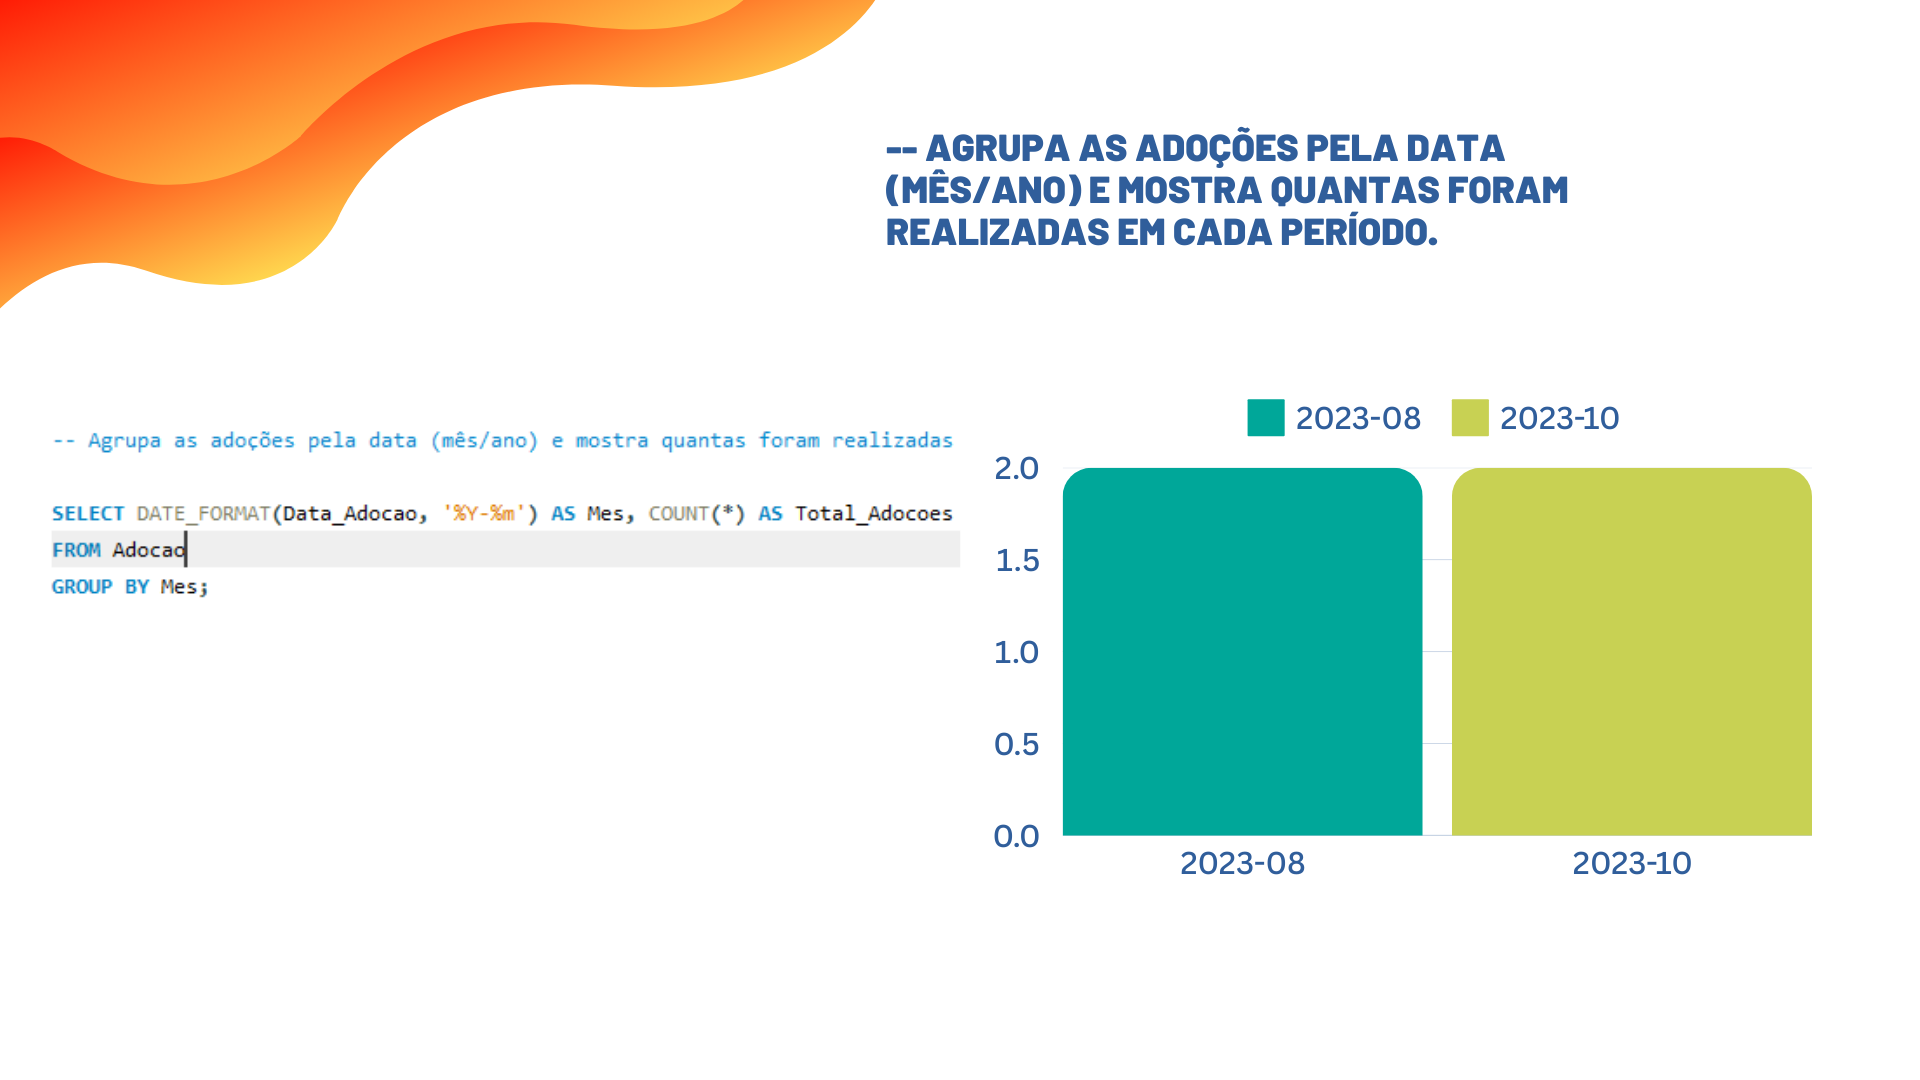 -- AGRUPA AS ADOÇÕES PELA DATA
(MÊS/ANO) E MOSTRA QUANTAS FORAM
REALIZADAS EM CADA PERÍODO.
-- Agrupa as adoções pela data (mês/ano) e mostra quantas foram realizadas
SELECT DATE_FORMAT(Data_Adocao, '%Y-%m') AS Mes, COUNT(*) AS Total_Adocoes
FROM Adocao
GROUP BY Mes;
2023-08 2023-10
2.0
1.5
1.0
0.5
0.0
2023-08 2023-10